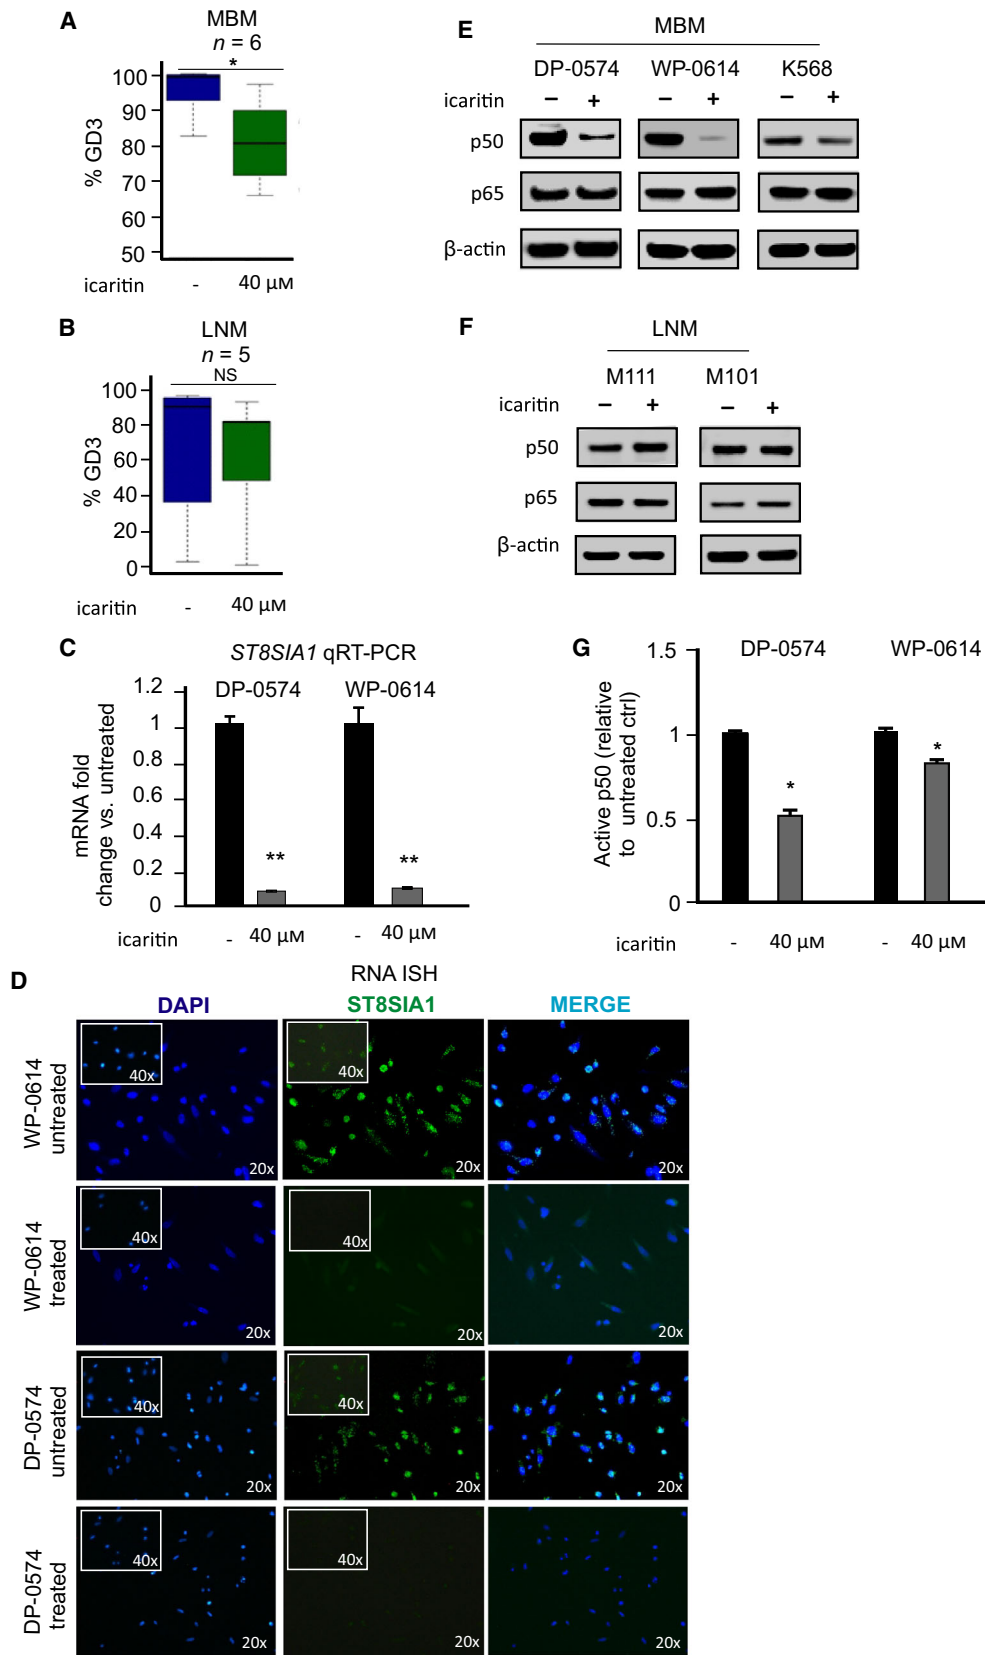 A
MBM
n = 6
*
% GD3
100
90
80
70
60
50
icaritin - 40 μM
B
LNM
n = 5
NS
% GD3
100
80
60
40
20
0
icaritin - 40 μM
C
ST8SIA1 qRT-PCR
DP-0574 WP-0614
mRNA fold
change vs. untreated
1.2
1
0.8
0.6
0.4
0.2
0
** **
icaritin - 40 μM - 40 μM
D
RNA ISH
DAPI ST8SIA1 MERGE
WP-0614
untreated
40x 40x
20x 20x 20x
WP-0614
treated
40x 40x
20x 20x 20x
DP-0574
untreated
40x 40x
20x 20x 20x
DP-0574
treated
40x 40x
20x 20x 20x
E
MBM
DP-0574 WP-0614 K568
icaritin − + − + − +
p50
p65
β-actin
F
LNM
M111 M101
icaritin − + − +
p50
p65
β-actin
G
DP-0574 WP-0614
Active p50 (relative
to untreated ctrl)
1.5
1
0.5
0
* *
icaritin - 40 μM - 40 μM